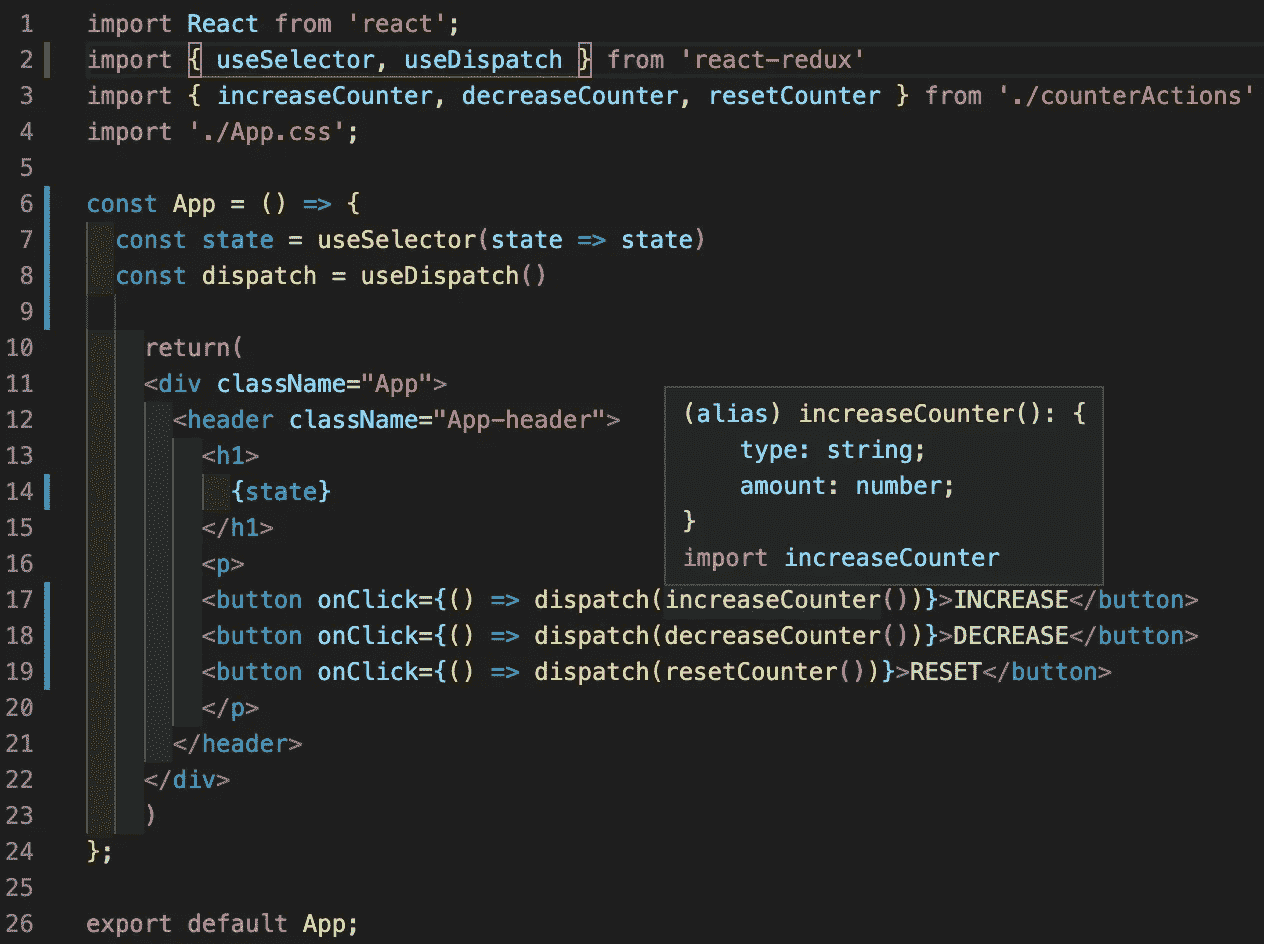 1 import React from 'react';
2 import { useSelector, useDispatch } from 'react-redux'
3 import { increaseCounter, decreaseCounter, resetCounter } from './counterActions'
4 import './App.css';
5
6 const App = () => {
7 const state = useSelector(state => state)
8 const dispatch = useDispatch()
9
10 return(
11 <div className="App">
12 <header className="App-header">
13 <h1>
14 {state}
15 </h1>
16 <p>
(alias) increaseCounter(): {
type: string;
amount: number;
}
import increaseCounter
17 <button onClick={() => dispatch(increaseCounter())}>INCREASE</button>
18 <button onClick={() => dispatch(decreaseCounter())}>DECREASE</button>
19 <button onClick={() => dispatch(resetCounter())}>RESET</button>
20 </p>
21 </header>
22 </div>
23 )
24 };
25
26 export default App;